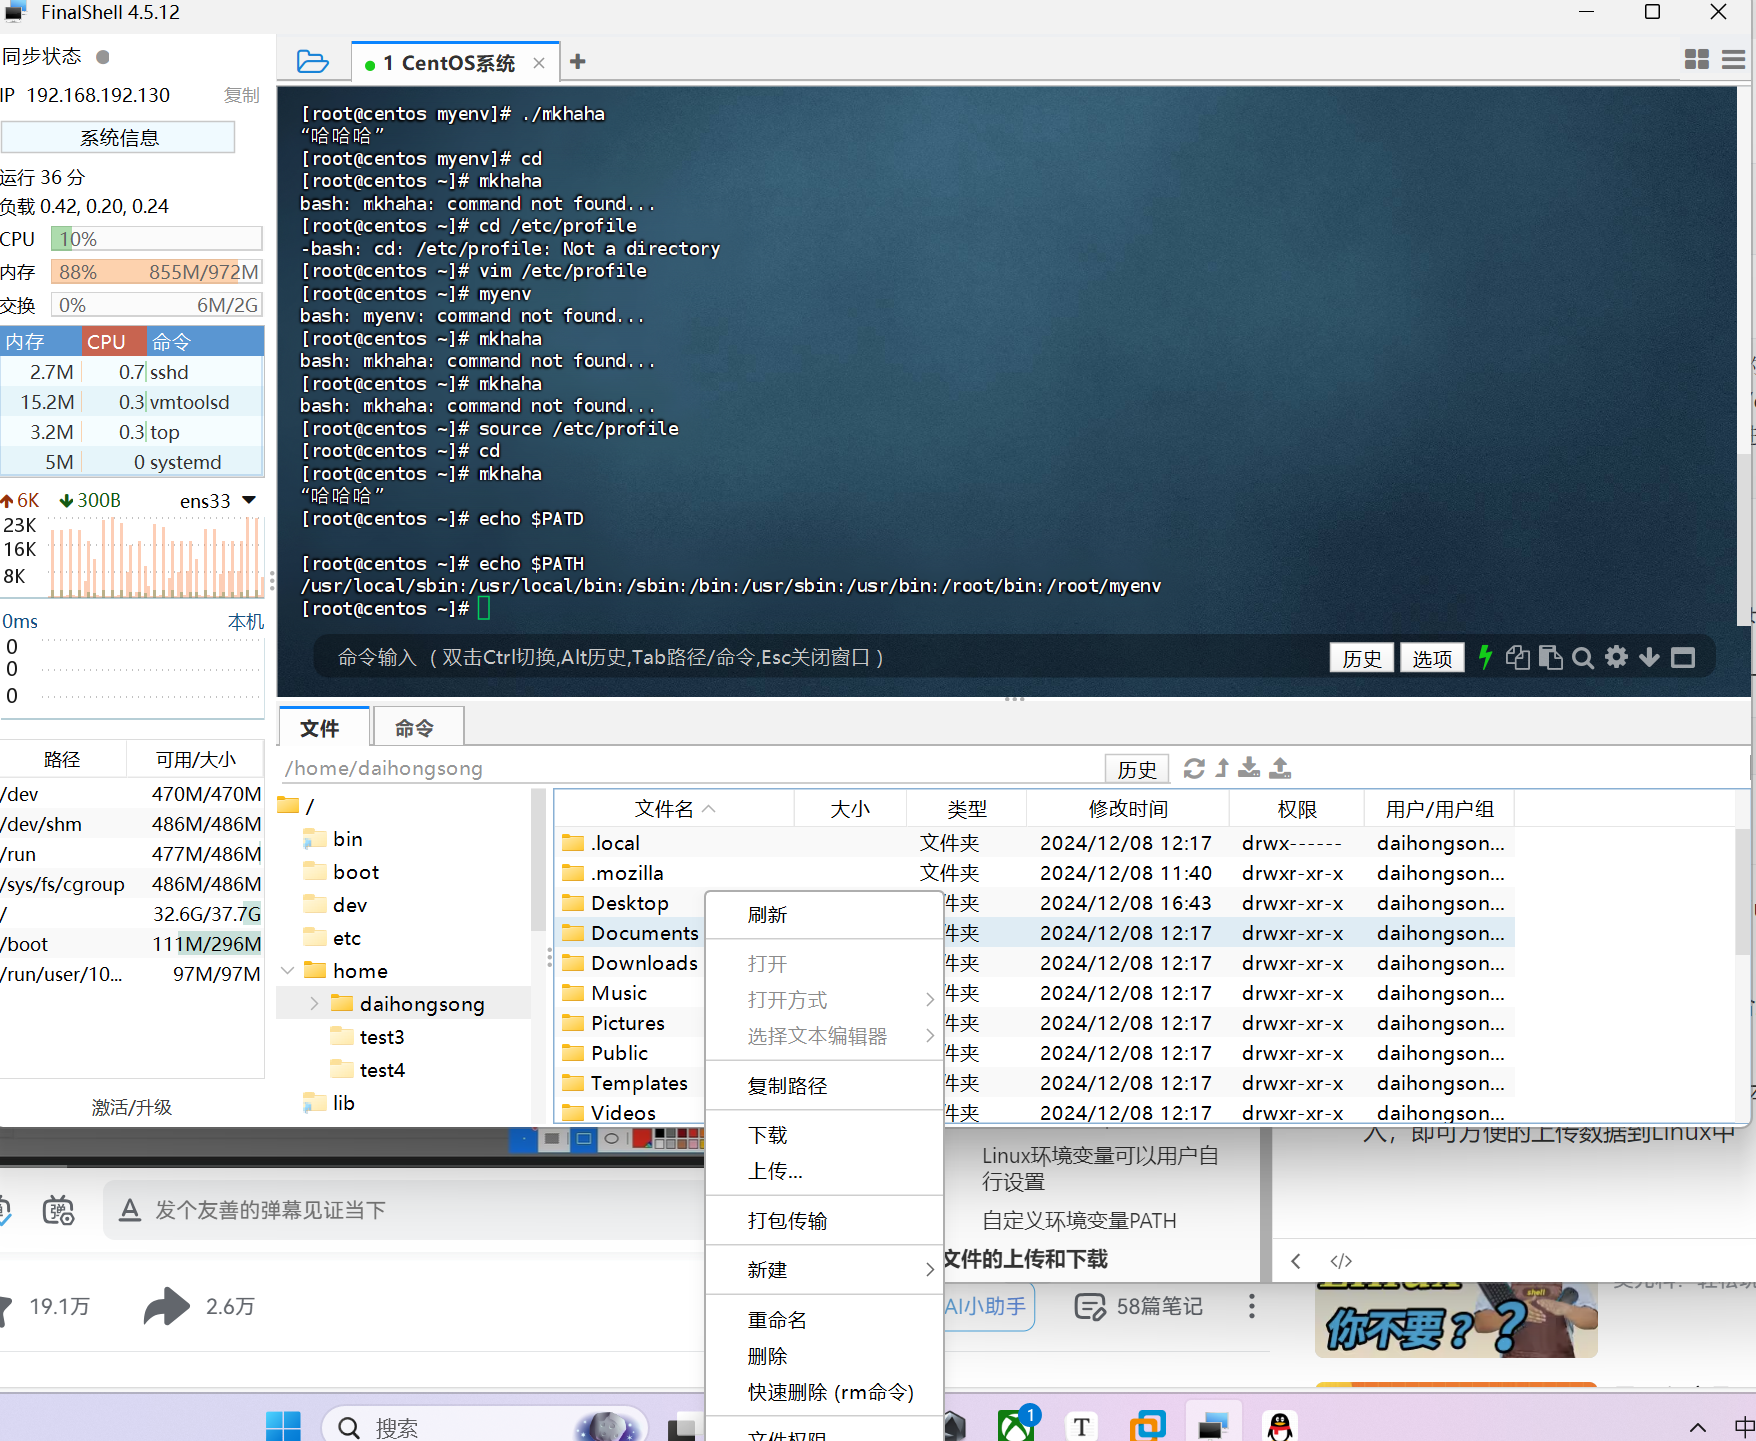 FinalShell 4.5.12
同步状态
IP 192.168.192.130 复制
系统信息
运行 36 分
负载 0.42, 0.20, 0.24
CPU 10%
内存 88% 855M/972M
交换 0% 6M/2G
内存 CPU 命令
2.7M 0.7 sshd
15.2M 0.3 vmtoolsd
3.2M 0.3 top
5M 0 systemd
6K 300B ens33
23K
16K
8K
0ms 本机
0
0
0
路径 可用/大小
/dev 470M/470M
/dev/shm 486M/486M
/run 477M/486M
/sys/fs/cgroup 486M/486M
/ 32.6G/37.7G
/boot 111M/296M
/run/user/10... 97M/97M
激活/升级
1 CentOS系统
[root@centos myenv]# ./mkhaha
“哈哈哈”
[root@centos myenv]# cd
[root@centos ~]# mkhaha
bash: mkhaha: command not found...
[root@centos ~]# cd /etc/profile
-bash: cd: /etc/profile: Not a directory
[root@centos ~]# vim /etc/profile
[root@centos ~]# myenv
bash: myenv: command not found...
[root@centos ~]# mkhaha
bash: mkhaha: command not found...
[root@centos ~]# mkhaha
bash: mkhaha: command not found...
[root@centos ~]# source /etc/profile
[root@centos ~]# cd
[root@centos ~]# mkhaha
“哈哈哈”
[root@centos ~]# echo $PATD
[root@centos ~]# echo $PATH
/usr/local/sbin:/usr/local/bin:/sbin:/bin:/usr/sbin:/usr/bin:/root/bin:/root/myenv
[root@centos ~]#
命令输入 (双击Ctrl切换,Alt历史,Tab路径/命令,Esc关闭窗口) 历史 选项
文件 命令
/home/daihongsong 历史
/
bin
boot
dev
etc
home
daihongsong
test3
test4
lib
文件名 大小 类型 修改时间 权限 用户/用户组
.local 文件夹 2024/12/08 12:17 drwx------ daihongson...
.mozilla 文件夹 2024/12/08 11:40 drwxr-xr-x daihongson...
Desktop 件夹 2024/12/08 16:43 drwxr-xr-x daihongson...
Documents 件夹 2024/12/08 12:17 drwxr-xr-x daihongson...
Downloads 件夹 2024/12/08 12:17 drwxr-xr-x daihongson...
Music 件夹 2024/12/08 12:17 drwxr-xr-x daihongson...
Pictures 件夹 2024/12/08 12:17 drwxr-xr-x daihongson...
Public 件夹 2024/12/08 12:17 drwxr-xr-x daihongson...
Templates 件夹 2024/12/08 12:17 drwxr-xr-x daihongson...
Videos 件夹 2024/12/08 12:17 drwxr-xr-x daihongson...
刷新
打开
打开方式
选择文本编辑器
复制路径
下载
上传...
打包传输
新建
重命名
删除
快速删除 (rm命令)
文件权限
入，即可方便的上传数据到Linux中
Linux环境变量可以用户自
行设置
自定义环境变量PATH
文件的上传和下载
发个友善的弹幕见证当下
19.1万 2.6万
AI小助手 58篇笔记
shell
你不要？？
搜索
1
T
中